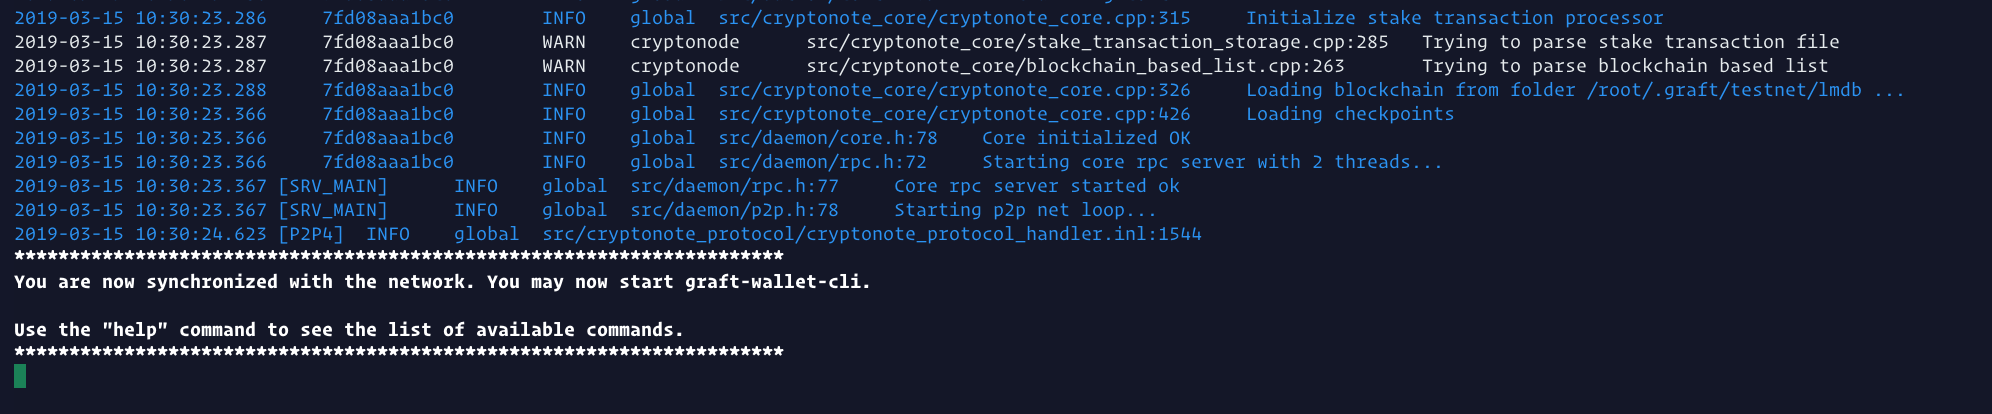 2019-03-15 10:30:23.286     7fd08aaa1bc0        INFO    global  src/cryptonote_core/cryptonote_core.cpp:315     Initialize stake transaction processor
2019-03-15 10:30:23.287     7fd08aaa1bc0        WARN    cryptonode      src/cryptonote_core/stake_transaction_storage.cpp:285   Trying to parse stake transaction file
2019-03-15 10:30:23.287     7fd08aaa1bc0        WARN    cryptonode      src/cryptonote_core/blockchain_based_list.cpp:263       Trying to parse blockchain based list
2019-03-15 10:30:23.288     7fd08aaa1bc0        INFO    global  src/cryptonote_core/cryptonote_core.cpp:326     Loading blockchain from folder /root/.graft/testnet/lmdb ...
2019-03-15 10:30:23.366     7fd08aaa1bc0        INFO    global  src/cryptonote_core/cryptonote_core.cpp:426     Loading checkpoints
2019-03-15 10:30:23.366     7fd08aaa1bc0        INFO    global  src/daemon/core.h:78    Core initialized OK
2019-03-15 10:30:23.366     7fd08aaa1bc0        INFO    global  src/daemon/rpc.h:72     Starting core rpc server with 2 threads...
2019-03-15 10:30:23.367 [SRV_MAIN]      INFO    global  src/daemon/rpc.h:77     Core rpc server started ok
2019-03-15 10:30:23.367 [SRV_MAIN]      INFO    global  src/daemon/p2p.h:78     Starting p2p net loop...
2019-03-15 10:30:24.623 [P2P4]  INFO    global  src/cryptonote_protocol/cryptonote_protocol_handler.inl:1544
**********************************************************************
You are now synchronized with the network. You may now start graft-wallet-cli.
Use the "help" command to see the list of available commands.
**********************************************************************